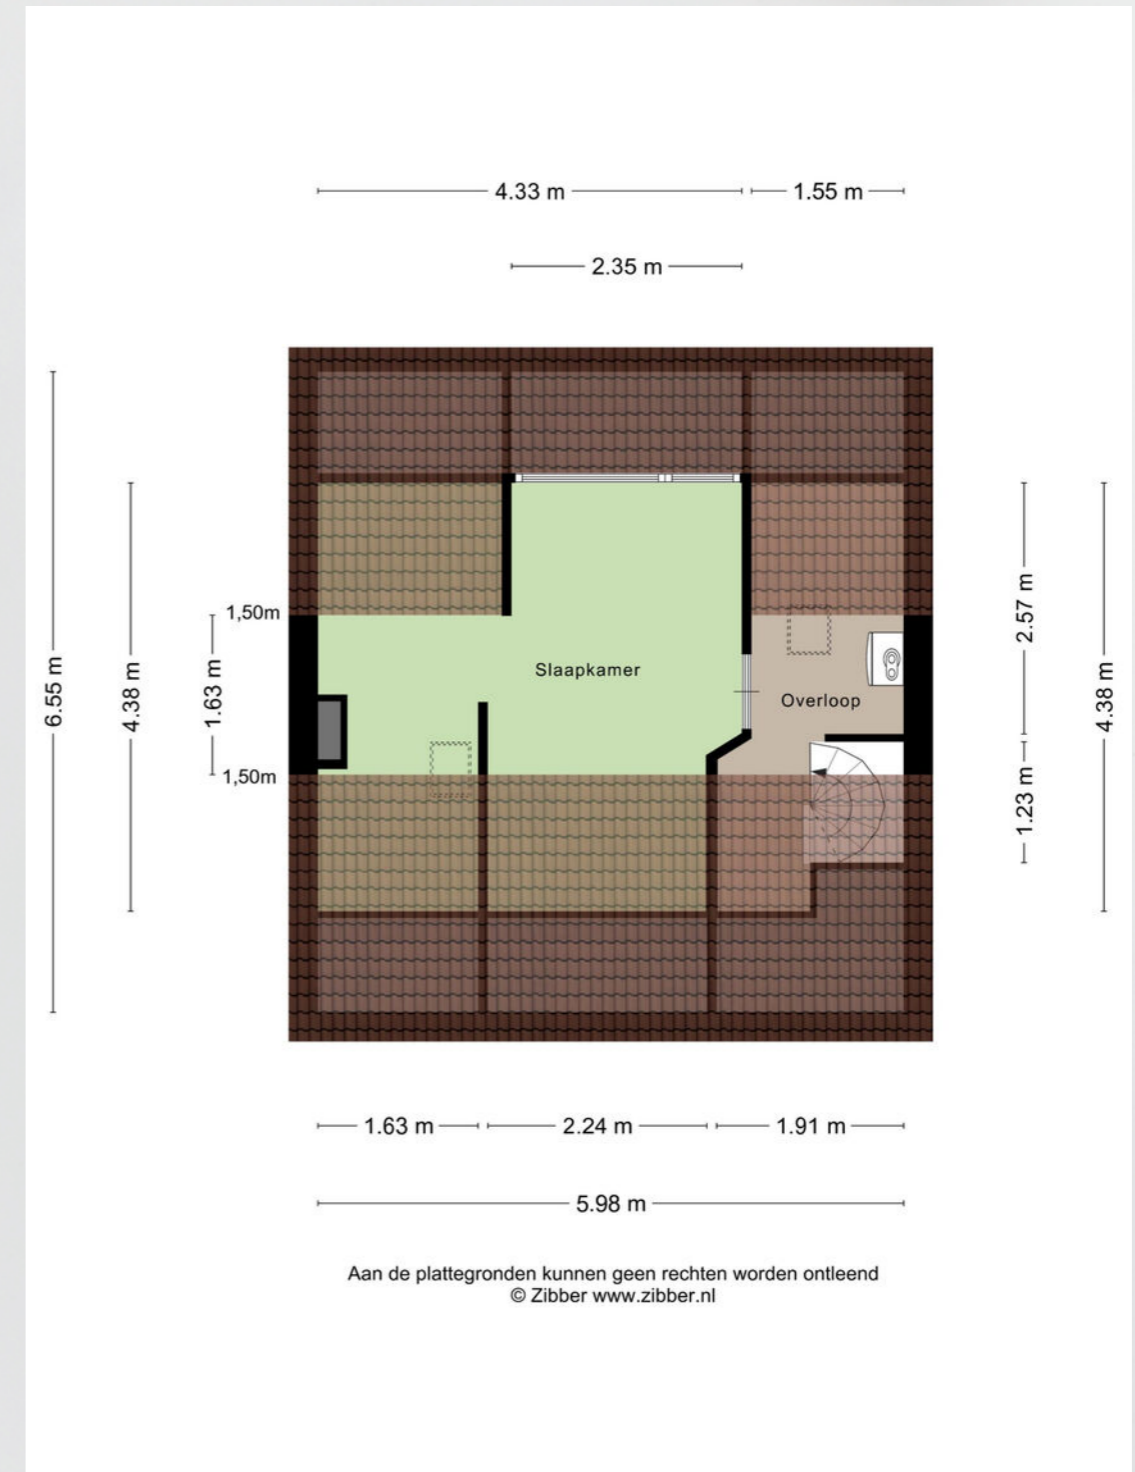 4.33 m
1.55 m
2.35 m
1,50m
2.57 m
6.55 m
4.38 m
1.63 m
Slaapkamer
Overloop
4.38 m
1,50m
1.23 m
1.63 m
2.24 m
1.91 m
5.98 m
Aan de plattegronden kunnen geen rechten worden ontleend
© Zibber www.zibber.nl